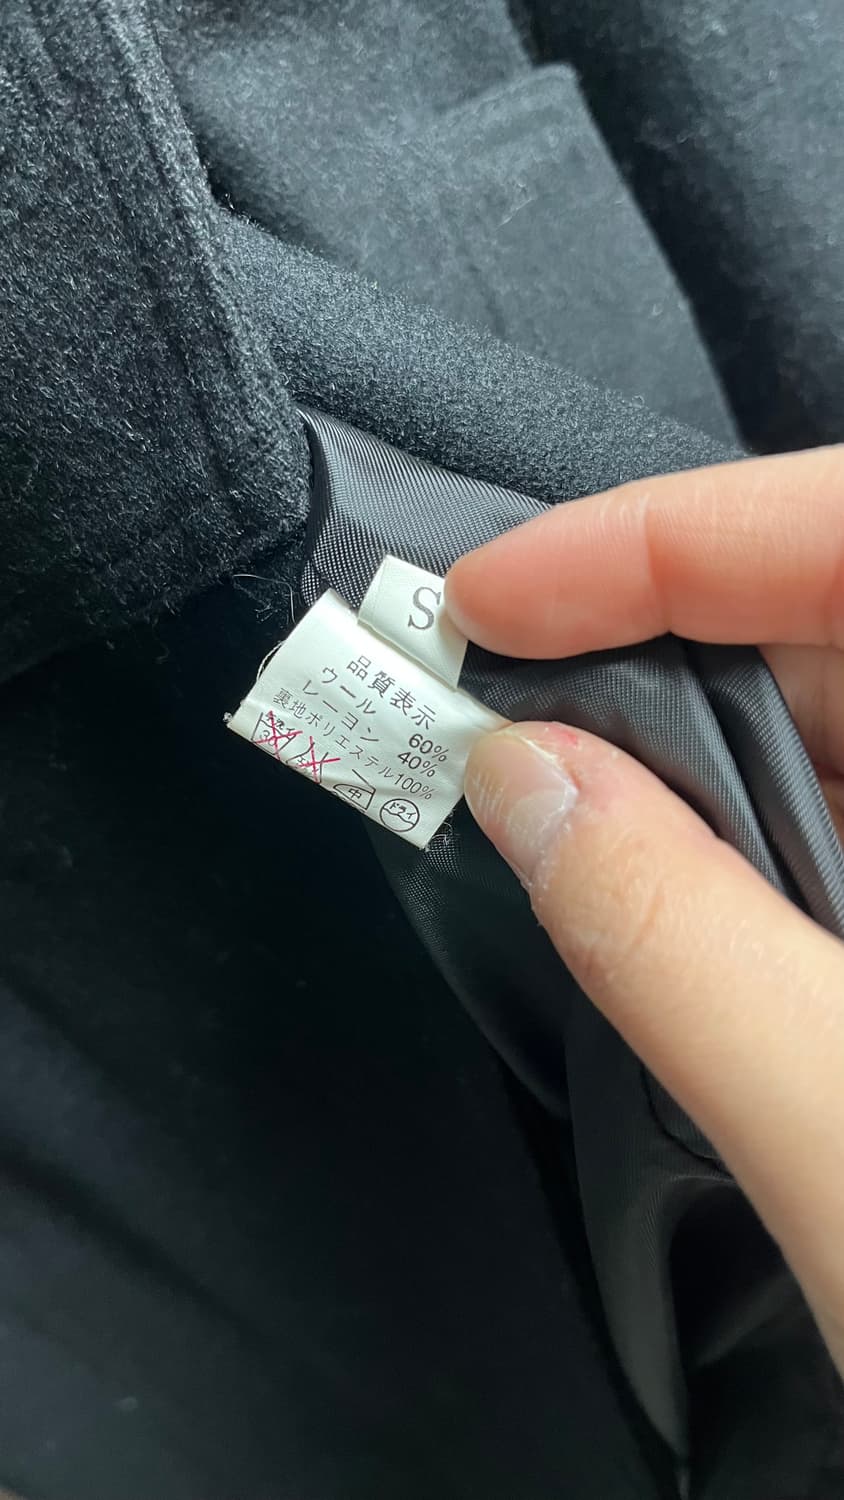 S
品質表示
ウール 60%
レーヨン 40%
裏地ポリエステル100%
中 ドライ